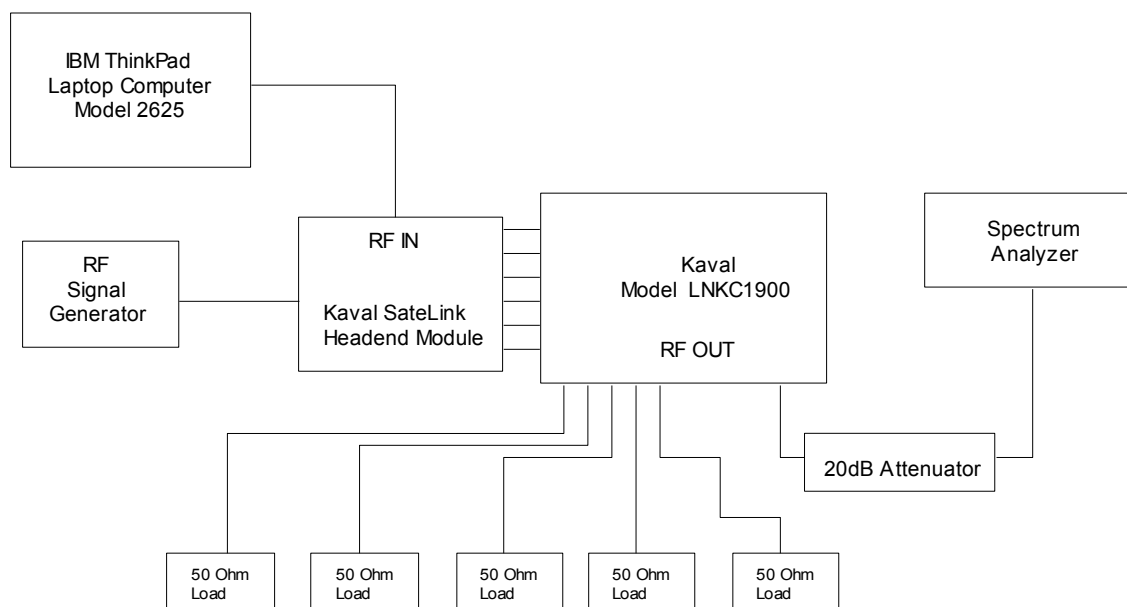 IBM ThinkPad
Laptop Computer
Model 2625
RF
Signal
Generator
RF IN
Kaval SateLink
Headend Module
Kaval
Model LNKC1900
RF OUT
Spectrum
Analyzer
20dB Attenuator
50 Ohm
Load
50 Ohm
Load
50 Ohm
Load
50 Ohm
Load
50 Ohm
Load